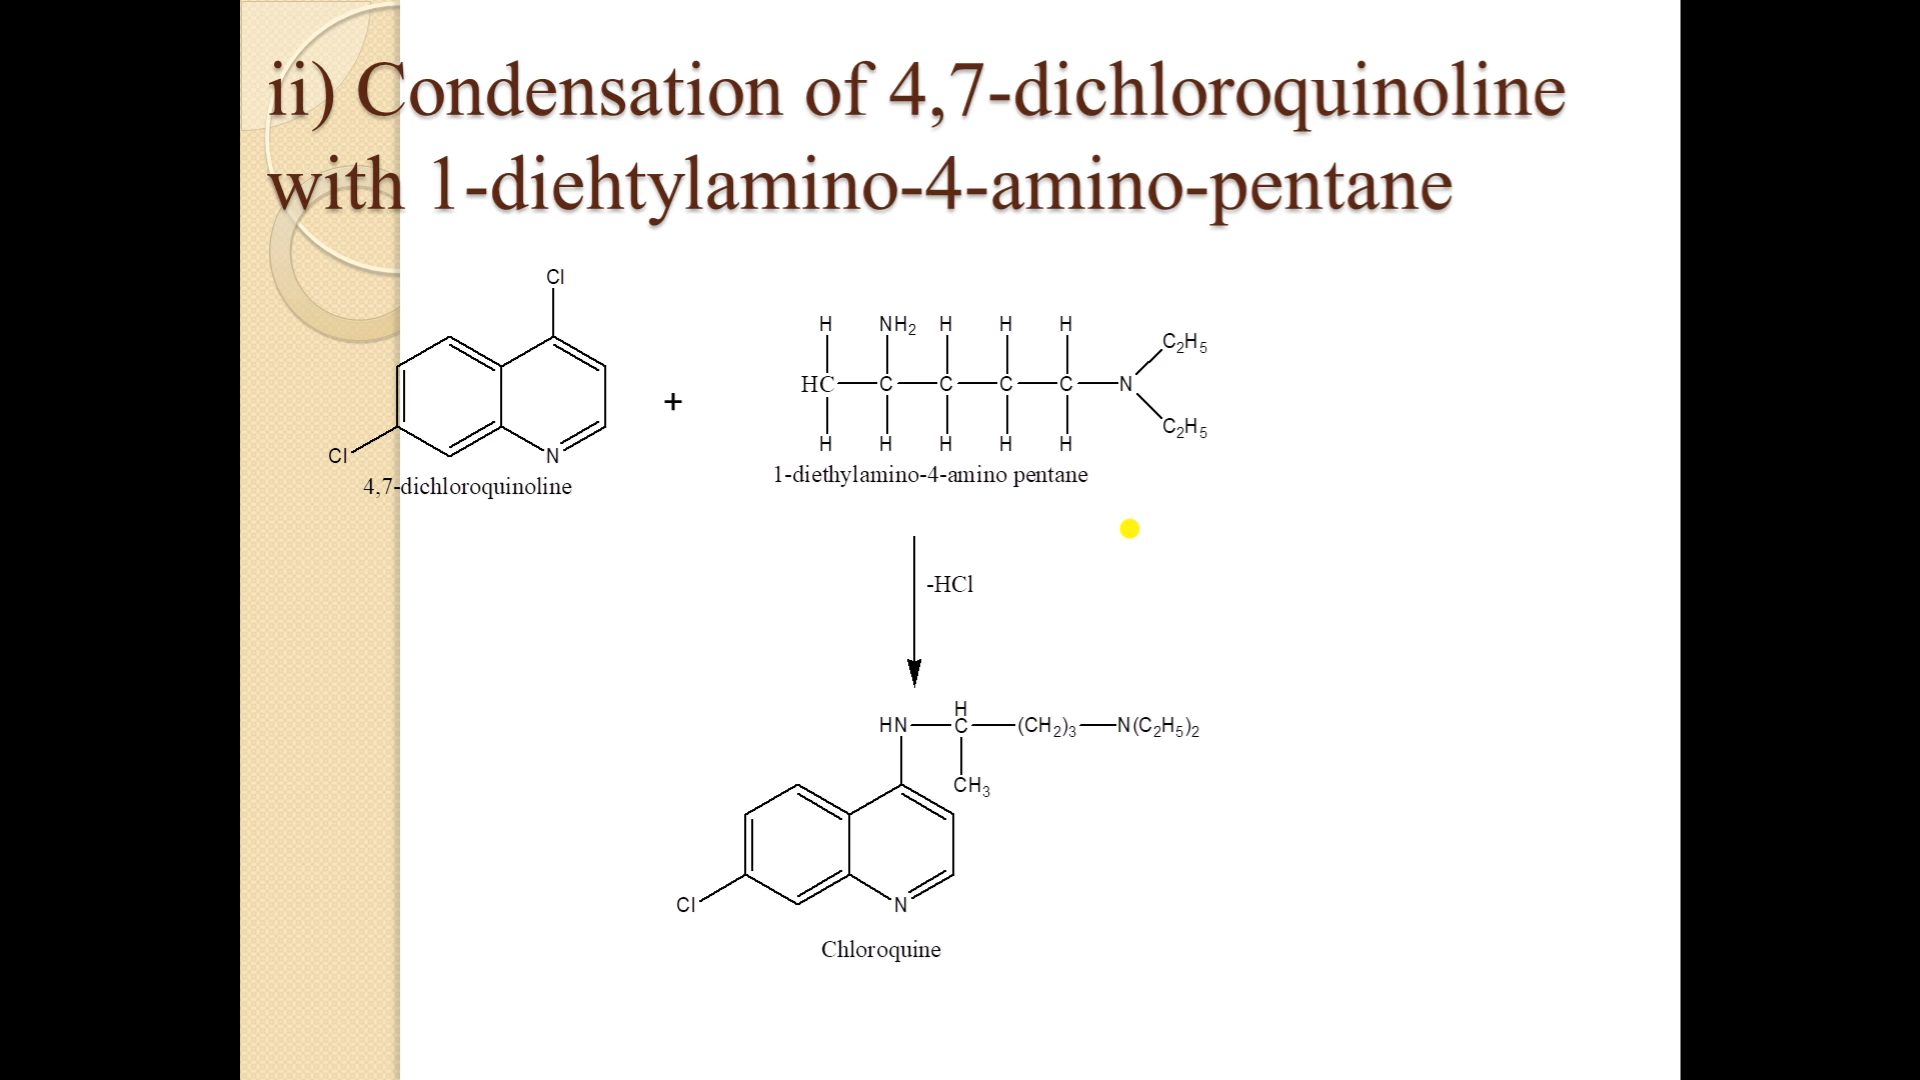 ii) Condensation of 4,7-dichloroquinoline
with 1-diehtylamino-4-amino-pentane
Cl
Cl
N
4,7-dichloroquinoline
+
H NH₂ H H H
HC C C C C N
C₂H₅
C₂H₅
H H H H H
1-diethylamino-4-amino pentane
-HCl
H
HN C (CH₂)₃ N(C₂H₅)₂
CH₃
Cl
N
Chloroquine